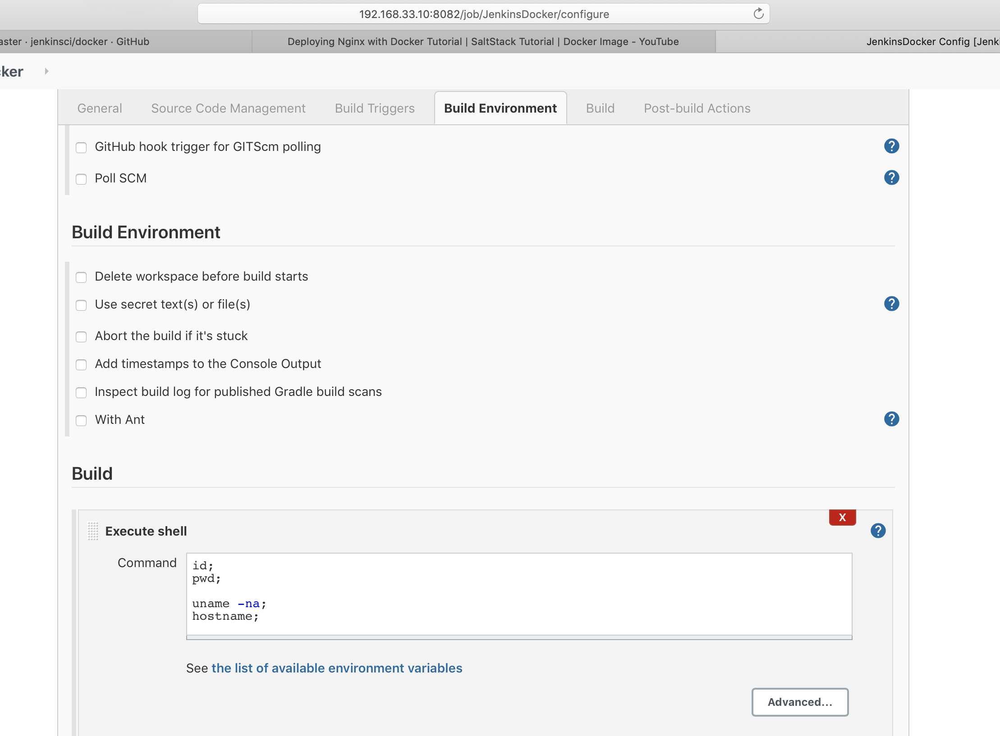 192.168.33.10:8082/job/JenkinsDocker/configure
aster · jenkinsci/docker · GitHub
Deploying Nginx with Docker Tutorial | SaltStack Tutorial | Docker Image - YouTube
JenkinsDocker Config [Jenki
cker
General
Source Code Management
Build Triggers
Build Environment
Build
Post-build Actions
GitHub hook trigger for GITScm polling
?
Poll SCM
?
Build Environment
Delete workspace before build starts
Use secret text(s) or file(s)
?
Abort the build if it's stuck
Add timestamps to the Console Output
Inspect build log for published Gradle build scans
With Ant
?
Build
X
Execute shell
?
Command
id;
pwd;
uname -na;
hostname;
See the list of available environment variables
Advanced...